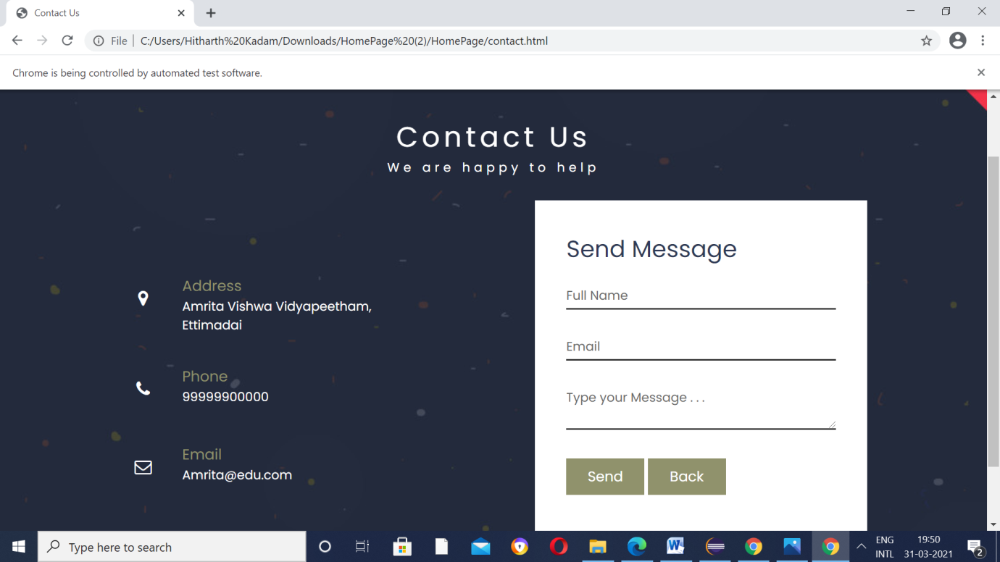 Contact Us
File
C:/Users/Hitharth%20Kadam/Downloads/HomePage%20(2)/HomePage/contact.html
Chrome is being controlled by automated test software.
Contact Us
We are happy to help
Address
Amrita Vishwa Vidyapeetham,
Ettimadai
Phone
99999900000
Email
Amrita@edu.com
Send Message
Full Name
Email
Type your Message . . .
Send
Back
Type here to search
ENG
INTL
19:50
31-03-2021
2